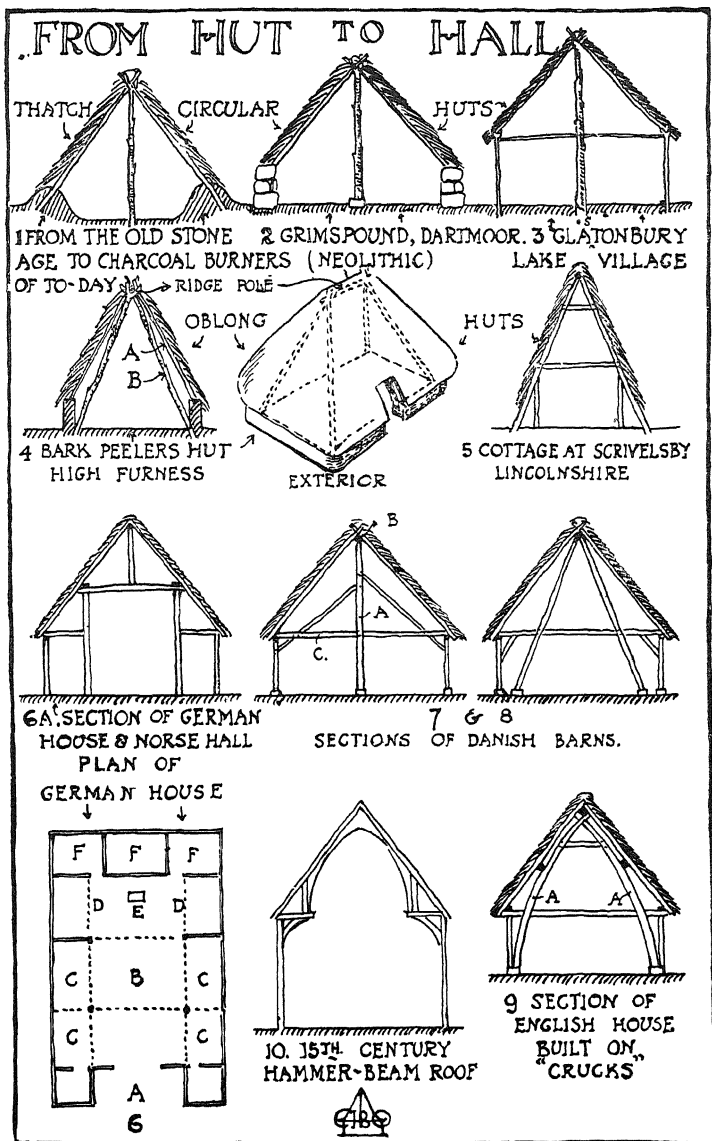 FROM HUT TO HALL
THATCH CIRCULAR HUTS
1 FROM THE OLD STONE
AGE TO CHARCOAL BURNERS
OF TO-DAY
2 GRIMSPOUND, DARTMOOR.
(NEOLITHIC)
3 GLATONBURY
LAKE VILLAGE
RIDGE POLE
OBLONG HUTS
A
B
4 BARK PEELERS HUT
HIGH FURNESS
EXTERIOR
5 COTTAGE AT SCRIVELSBY
LINCOLNSHIRE
B
A
C.
6A. SECTION OF GERMAN
HOUSE & NORSE HALL
7 & 8
SECTIONS OF DANISH BARNS.
PLAN OF
GERMAN HOUSE
F F F
D E D
C B C
C C
A
6
10. 15TH CENTURY
HAMMER-BEAM ROOF
A A
9 SECTION OF
ENGLISH HOUSE
BUILT ON
"CRUCKS"